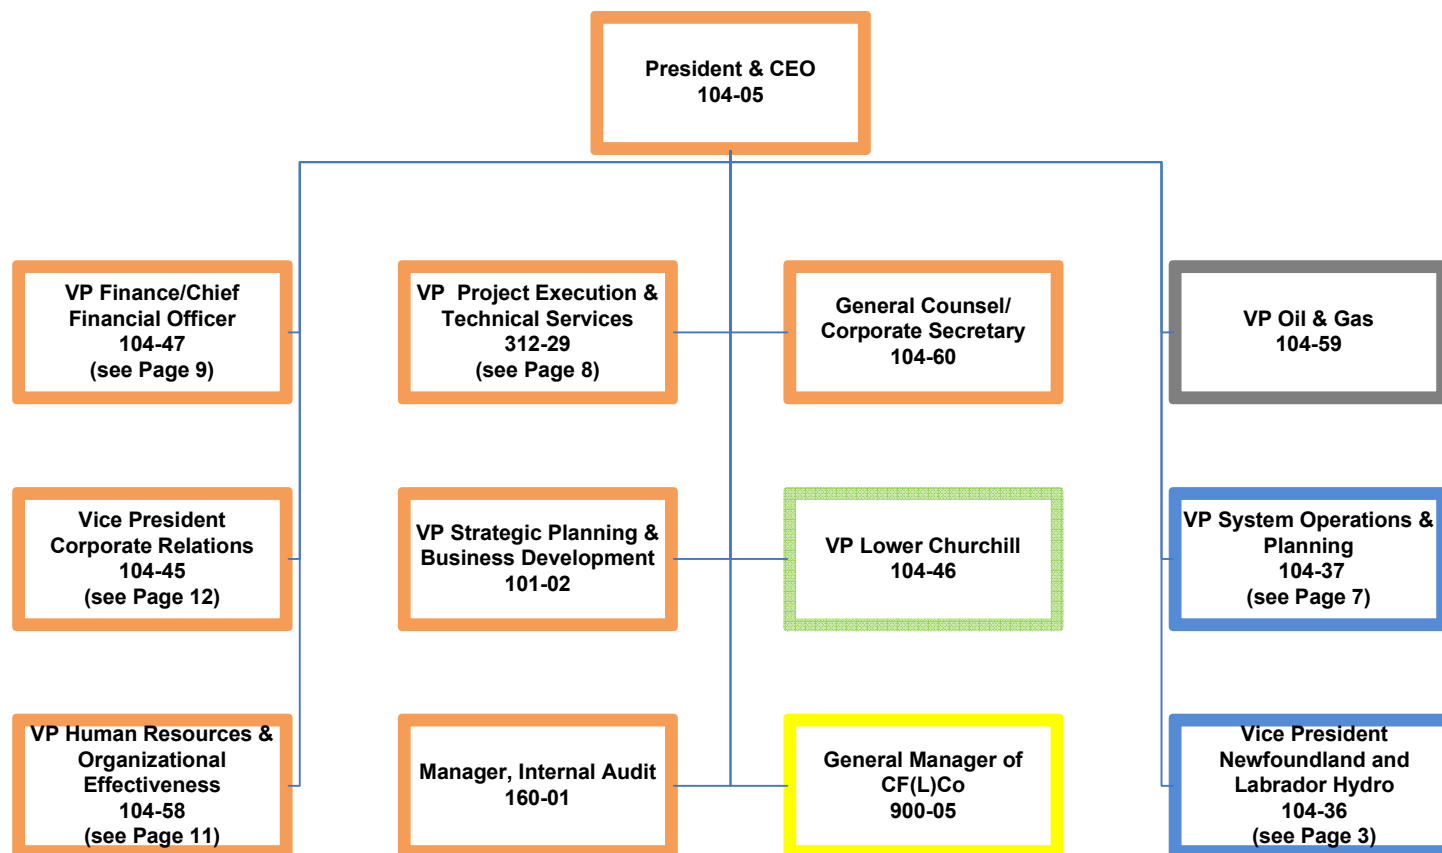 President & CEO
104-05
VP Finance/Chief
Financial Officer
104-47
(see Page 9)
VP Project Execution &
Technical Services
312-29
(see Page 8)
General Counsel/
Corporate Secretary
104-60
VP Oil & Gas
104-59
Vice President
Corporate Relations
104-45
(see Page 12)
VP Strategic Planning &
Business Development
101-02
VP Lower Churchill
104-46
VP System Operations &
Planning
104-37
(see Page 7)
VP Human Resources &
Organizational
Effectiveness
104-58
(see Page 11)
Manager, Internal Audit
160-01
General Manager of
CF(L)Co
900-05
Vice President
Newfoundland and
Labrador Hydro
104-36
(see Page 3)